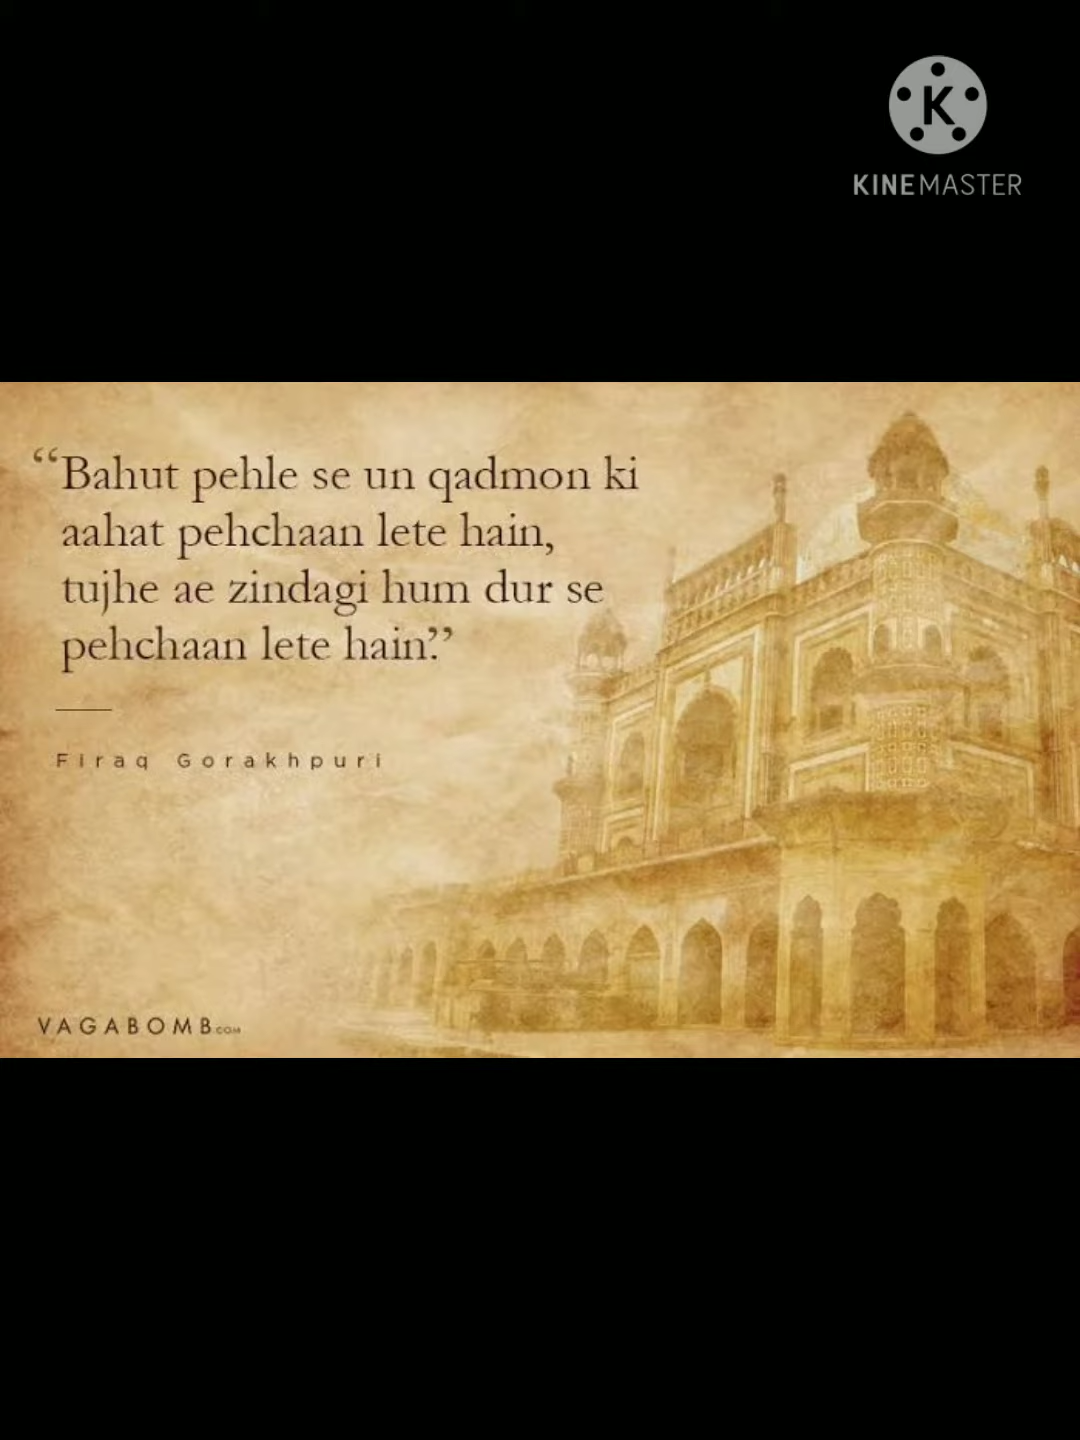 K
KINEMASTER
“Bahut pehle se un qadmon ki
aahat pehchaan lete hain,
tujhe ae zindagi hum dur se
pehchaan lete hain.”
Firaq Gorakhpuri
VAGABOMB.COM